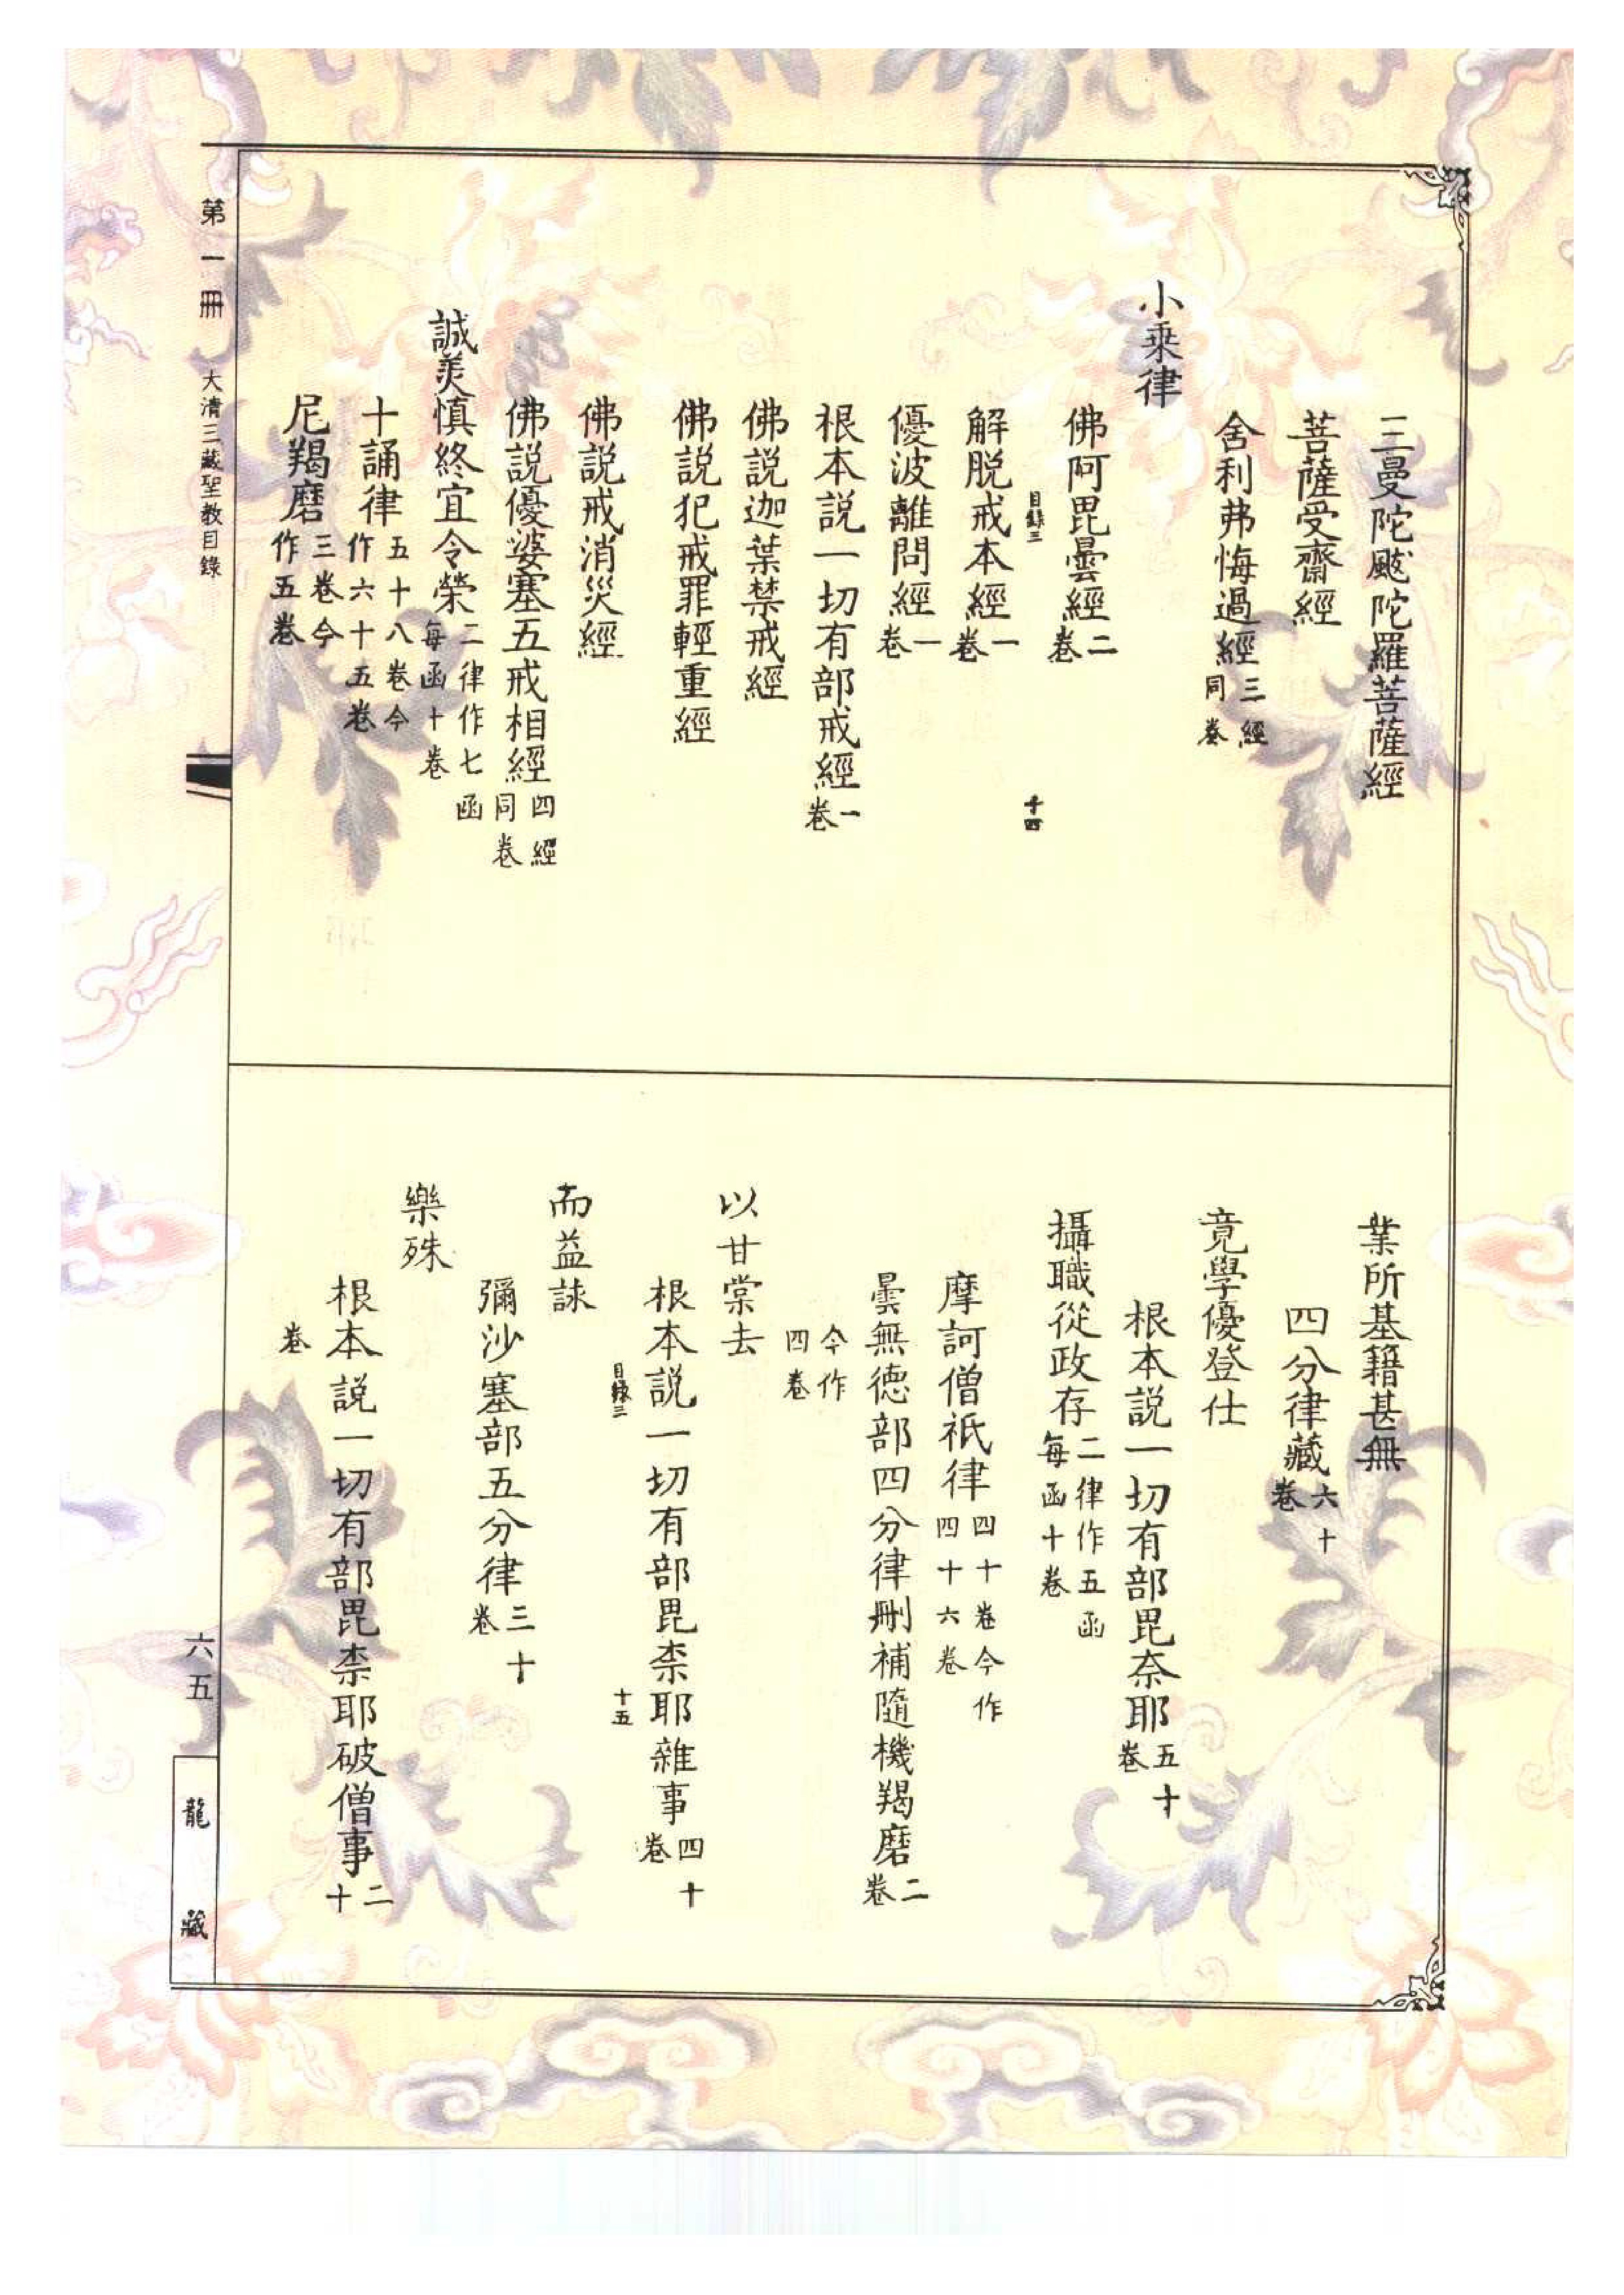 三曼陀颰陀羅菩薩經
菩薩受齋經
舍利弗悔過經三經同卷
小乘律
佛阿毘曇經二卷
目錄三 十四
解脱戒本經一卷
優波離問經一卷
根本説一切有部戒經一卷
佛説迦葉禁戒經
佛説犯戒罪輕重經
佛説戒消災經
佛説優婆塞五戒相經四經同卷
誠美慎終宜令榮二律作七函每函十卷
十誦律五十八卷今作六十五卷
尼羯磨三卷今作五卷
業所基籍甚無
四分律藏六十卷
竟學優登仕
根本説一切有部毘奈耶五十卷
攝職從政存二律作五函每函十卷
摩訶僧祇律四十卷今作四十六卷
曇無德部四分律刪補隨機羯磨二卷
今作四卷
以甘棠去
根本説一切有部毘柰耶雜事四十卷
目錄三 十五
而益詠
彌沙塞部五分律三十卷
樂殊
根本説一切有部毘柰耶破僧事二十
卷
第一冊 大清三藏聖教目錄
六五
龍藏